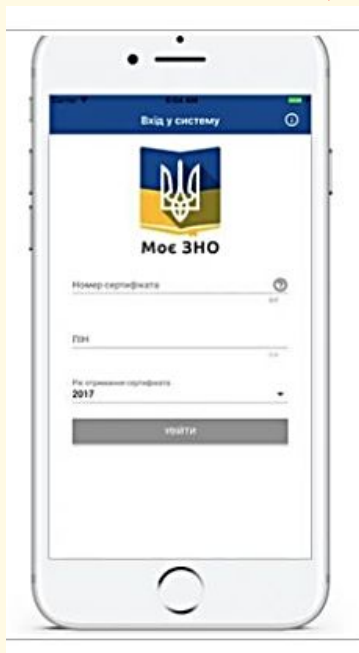 Вхід у систему
Моє ЗНО
Номер сертифіката
ПІН
Рік отримання сертифіката
2017
УВІЙТИ